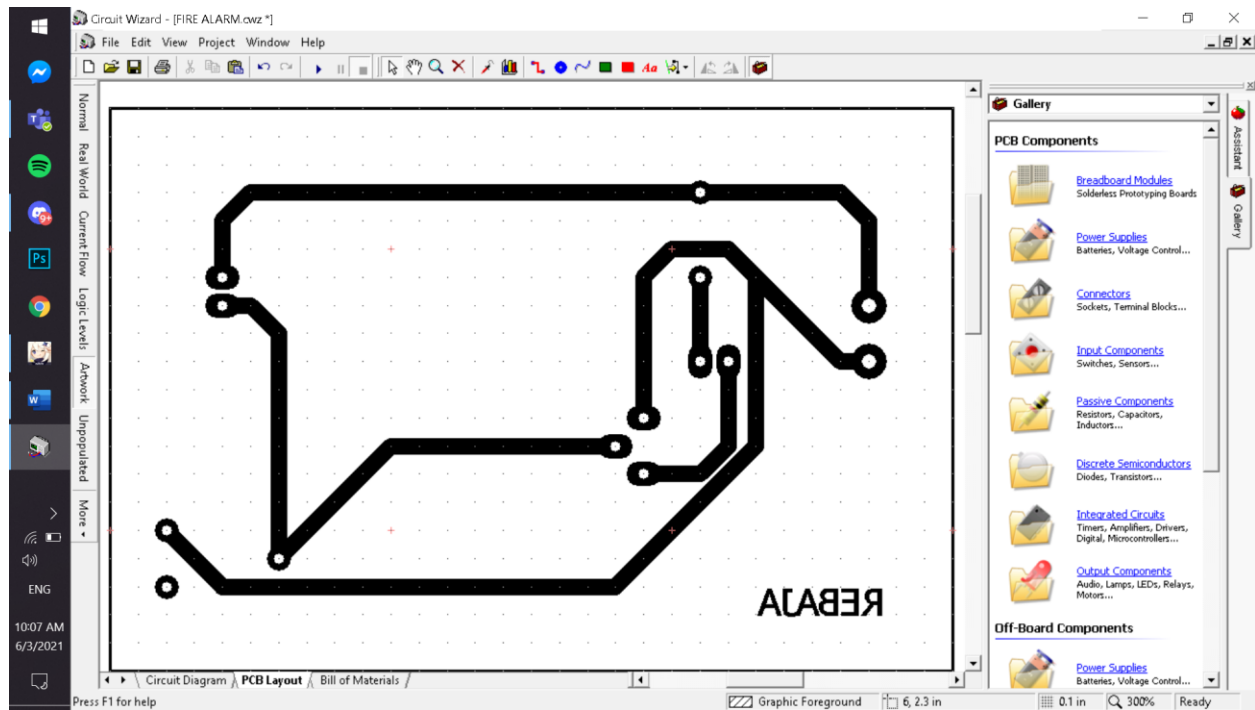 Circuit Wizard - [FIRE ALARM.cwz *]
File Edit View Project Window Help
Aa
Normal
Real World
Current Flow
Logic Levels
Artwork
Unpopulated
More
REBAJA
Gallery
PCB Components
Breadboard Modules
Solderless Prototyping Boards
Power Supplies
Batteries, Voltage Control...
Connectors
Sockets, Terminal Blocks...
Input Components
Switches, Sensors...
Passive Components
Resistors, Capacitors,
Inductors...
Discrete Semiconductors
Diodes, Transistors...
Integrated Circuits
Timers, Amplifiers, Drivers,
Digital, Microcontrollers...
Output Components
Audio, Lamps, LEDs, Relays,
Motors...
Off-Board Components
Power Supplies
Batteries, Voltage Control...
Assistant
Gallery
Circuit Diagram PCB Layout Bill of Materials
Press F1 for help
Graphic Foreground 6, 2.3 in 0.1 in 300% Ready
9+
Ps
W
ENG
10:07 AM
6/3/2021